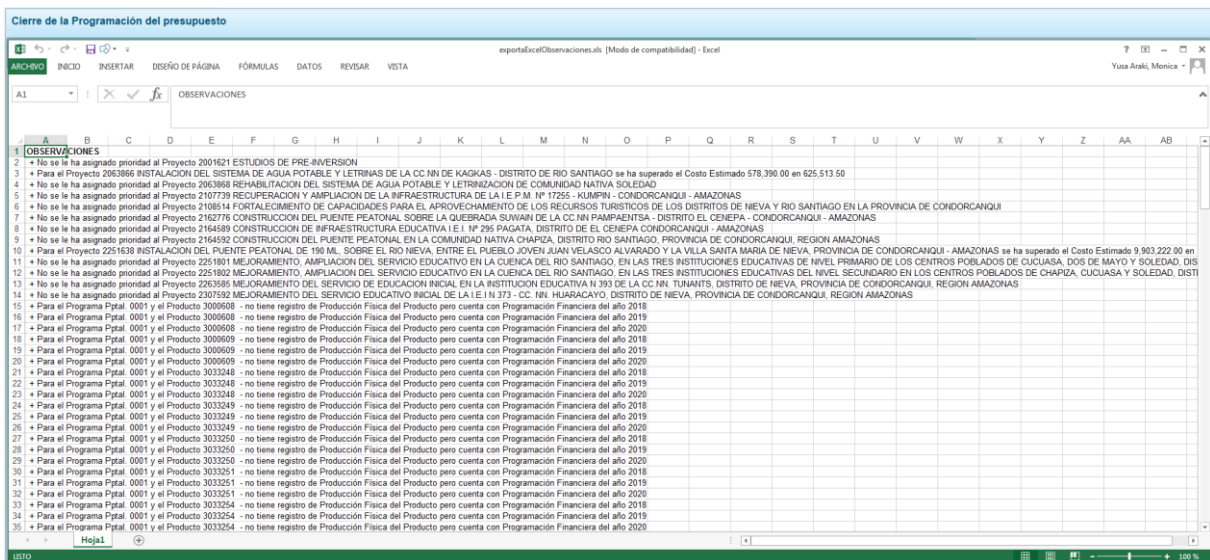 Cierre de la Programación del presupuesto
exportaExcelObservaciones.xls [Modo de compatibilidad] - Excel
ARCHIVO INICIO INSERTAR DISEÑO DE PÁGINA FÓRMULAS DATOS REVISAR VISTA Yusa Araki, Monica
A1 fx OBSERVACIONES
A B C D E F G H I J K L M N O P Q R S T U V W X Y Z AA AB
1 OBSERVACIONES
2 + No se le ha asignado prioridad al Proyecto 2001621 ESTUDIOS DE PRE-INVERSION
3 + Para el Proyecto 2063866 INSTALACION DEL SISTEMA DE AGUA POTABLE Y LETRINAS DE LA CC.NN DE KAGKAS - DISTRITO DE RIO SANTIAGO se ha superado el Costo Estimado 578,390.00 en 625,513.50
4 + No se le ha asignado prioridad al Proyecto 2063868 REHABILITACION DEL SISTEMA DE AGUA POTABLE Y LETRINIZACION DE COMUNIDAD NATIVA SOLEDAD
5 + No se le ha asignado prioridad al Proyecto 2107739 RECUPERACION Y AMPLIACION DE LA INFRAESTRUCTURA DE LA I.E.P.M. Nº 17255 - KUMPIN - CONDORCANQUI - AMAZONAS
6 + No se le ha asignado prioridad al Proyecto 2108514 FORTALECIMIENTO DE CAPACIDADES PARA EL APROVECHAMIENTO DE LOS RECURSOS TURISTICOS DE LOS DISTRITOS DE NIEVA Y RIO SANTIAGO EN LA PROVINCIA DE CONDORCANQUI
7 + No se le ha asignado prioridad al Proyecto 2162776 CONSTRUCCION DEL PUENTE PEATONAL SOBRE LA QUEBRADA SUWAIN DE LA CC.NN PAMPAENTSA - DISTRITO EL CENEPA - CONDORCANQUI - AMAZONAS
8 + No se le ha asignado prioridad al Proyecto 2164589 CONSTRUCCION DE INFRAESTRUCTURA EDUCATIVA I.E.I. Nº 295 PAGATA, DISTRITO DE EL CENEPA CONDORCANQUI - AMAZONAS
9 + No se le ha asignado prioridad al Proyecto 2164592 CONSTRUCCION DEL PUENTE PEATONAL EN LA COMUNIDAD NATIVA CHAPIZA, DISTRITO RIO SANTIAGO, PROVINCIA DE CONDORCANQUI, REGION AMAZONAS
10 + Para el Proyecto 2251638 INSTALACION DEL PUENTE PEATONAL DE 190 ML, SOBRE EL RIO NIEVA, ENTRE EL PUEBLO JOVEN JUAN VELASCO ALVARADO Y LA VILLA SANTA MARIA DE NIEVA, PROVINCIA DE CONDORCANQUI - AMAZONAS se ha superado el Costo Estimado 9,903,222.00 en
11 + No se le ha asignado prioridad al Proyecto 2251801 MEJORAMIENTO, AMPLIACION DEL SERVICIO EDUCATIVO EN LA CUENCA DEL RIO SANTIAGO, EN LAS TRES INSTITUCIONES EDUCATIVAS DE NIVEL PRIMARIO DE LOS CENTROS POBLADOS DE CUCUASA, DOS DE MAYO Y SOLEDAD, DIS
12 + No se le ha asignado prioridad al Proyecto 2251802 MEJORAMIENTO, AMPLIACION DEL SERVICIO EDUCATIVO EN LA CUENCA DEL RIO SANTIAGO, EN LAS TRES INSTITUCIONES EDUCATIVAS DEL NIVEL SECUNDARIO EN LOS CENTROS POBLADOS DE CHAPIZA, CUCUASA Y SOLEDAD, DISTI
13 + No se le ha asignado prioridad al Proyecto 2263585 MEJORAMIENTO DEL SERVICIO DE EDUCACION INICIAL EN LA INSTITUCION EDUCATIVA N 393 DE LA CC.NN. TUNANTS, DISTRITO DE NIEVA, PROVINCIA DE CONDORCANQUI, REGION AMAZONAS
14 + No se le ha asignado prioridad al Proyecto 2307592 MEJORAMIENTO DEL SERVICIO EDUCATIVO INICIAL DE LA I.E.I N 373 - CC. NN. HUARACAYO, DISTRITO DE NIEVA, PROVINCIA DE CONDORCANQUI, REGION AMAZONAS
15 + Para el Programa Pptal. 0001 y el Producto 3000608 - no tiene registro de Producción Física del Producto pero cuenta con Programación Financiera del año 2018
16 + Para el Programa Pptal. 0001 y el Producto 3000608 - no tiene registro de Producción Física del Producto pero cuenta con Programación Financiera del año 2019
17 + Para el Programa Pptal. 0001 y el Producto 3000608 - no tiene registro de Producción Física del Producto pero cuenta con Programación Financiera del año 2020
18 + Para el Programa Pptal. 0001 y el Producto 3000609 - no tiene registro de Producción Física del Producto pero cuenta con Programación Financiera del año 2018
19 + Para el Programa Pptal. 0001 y el Producto 3000609 - no tiene registro de Producción Física del Producto pero cuenta con Programación Financiera del año 2019
20 + Para el Programa Pptal. 0001 y el Producto 3000609 - no tiene registro de Producción Física del Producto pero cuenta con Programación Financiera del año 2020
21 + Para el Programa Pptal. 0001 y el Producto 3033248 - no tiene registro de Producción Física del Producto pero cuenta con Programación Financiera del año 2018
22 + Para el Programa Pptal. 0001 y el Producto 3033248 - no tiene registro de Producción Física del Producto pero cuenta con Programación Financiera del año 2019
23 + Para el Programa Pptal. 0001 y el Producto 3033248 - no tiene registro de Producción Física del Producto pero cuenta con Programación Financiera del año 2020
24 + Para el Programa Pptal. 0001 y el Producto 3033249 - no tiene registro de Producción Física del Producto pero cuenta con Programación Financiera del año 2018
25 + Para el Programa Pptal. 0001 y el Producto 3033249 - no tiene registro de Producción Física del Producto pero cuenta con Programación Financiera del año 2019
26 + Para el Programa Pptal. 0001 y el Producto 3033249 - no tiene registro de Producción Física del Producto pero cuenta con Programación Financiera del año 2020
27 + Para el Programa Pptal. 0001 y el Producto 3033250 - no tiene registro de Producción Física del Producto pero cuenta con Programación Financiera del año 2018
28 + Para el Programa Pptal. 0001 y el Producto 3033250 - no tiene registro de Producción Física del Producto pero cuenta con Programación Financiera del año 2019
29 + Para el Programa Pptal. 0001 y el Producto 3033250 - no tiene registro de Producción Física del Producto pero cuenta con Programación Financiera del año 2020
30 + Para el Programa Pptal. 0001 y el Producto 3033251 - no tiene registro de Producción Física del Producto pero cuenta con Programación Financiera del año 2018
31 + Para el Programa Pptal. 0001 y el Producto 3033251 - no tiene registro de Producción Física del Producto pero cuenta con Programación Financiera del año 2019
32 + Para el Programa Pptal. 0001 y el Producto 3033251 - no tiene registro de Producción Física del Producto pero cuenta con Programación Financiera del año 2020
33 + Para el Programa Pptal. 0001 y el Producto 3033254 - no tiene registro de Producción Física del Producto pero cuenta con Programación Financiera del año 2018
34 + Para el Programa Pptal. 0001 y el Producto 3033254 - no tiene registro de Producción Física del Producto pero cuenta con Programación Financiera del año 2019
35 + Para el Programa Pptal. 0001 y el Producto 3033254 - no tiene registro de Producción Física del Producto pero cuenta con Programación Financiera del año 2020
Hoja1
LISTO 100 %